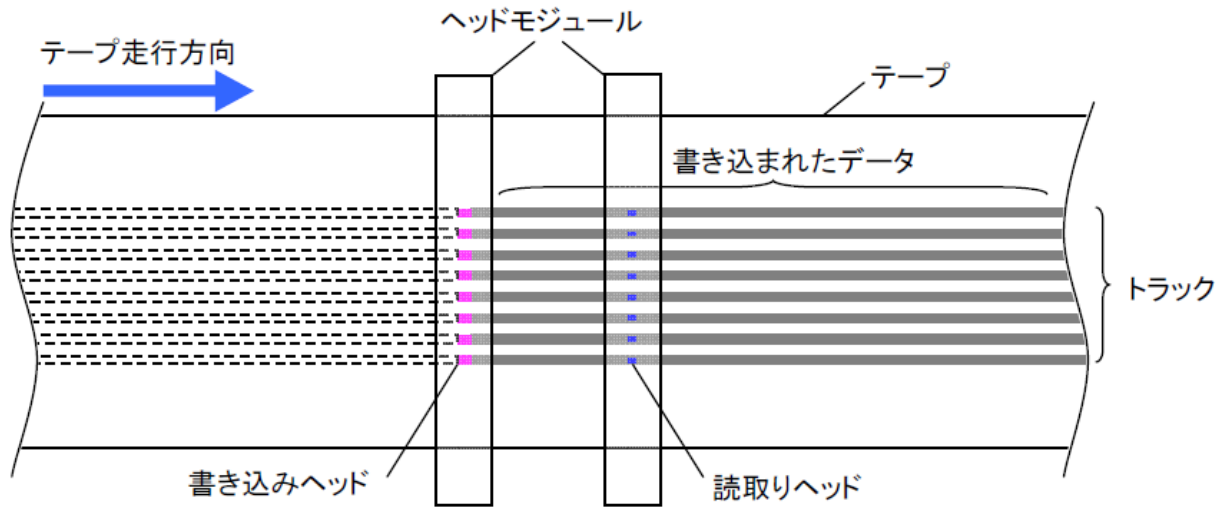 ヘッドモジュール
テープ走行方向
テープ
書き込まれたデータ
トラック
書き込みヘッド
読取りヘッド